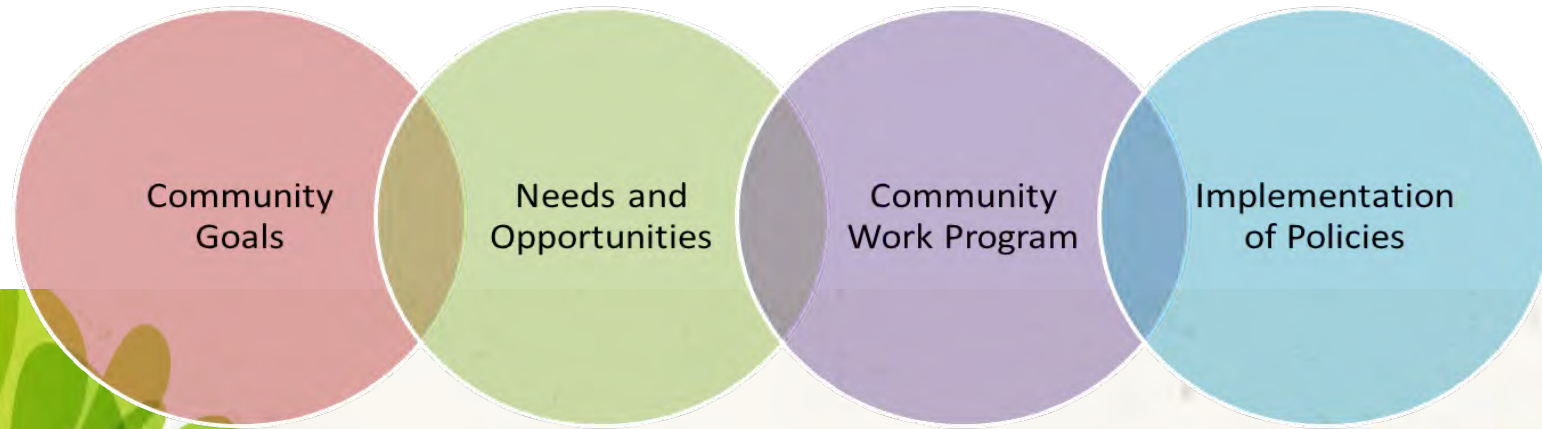 Community
Goals
Needs and
Opportunities
Community
Work Program
Implementation
of Policies